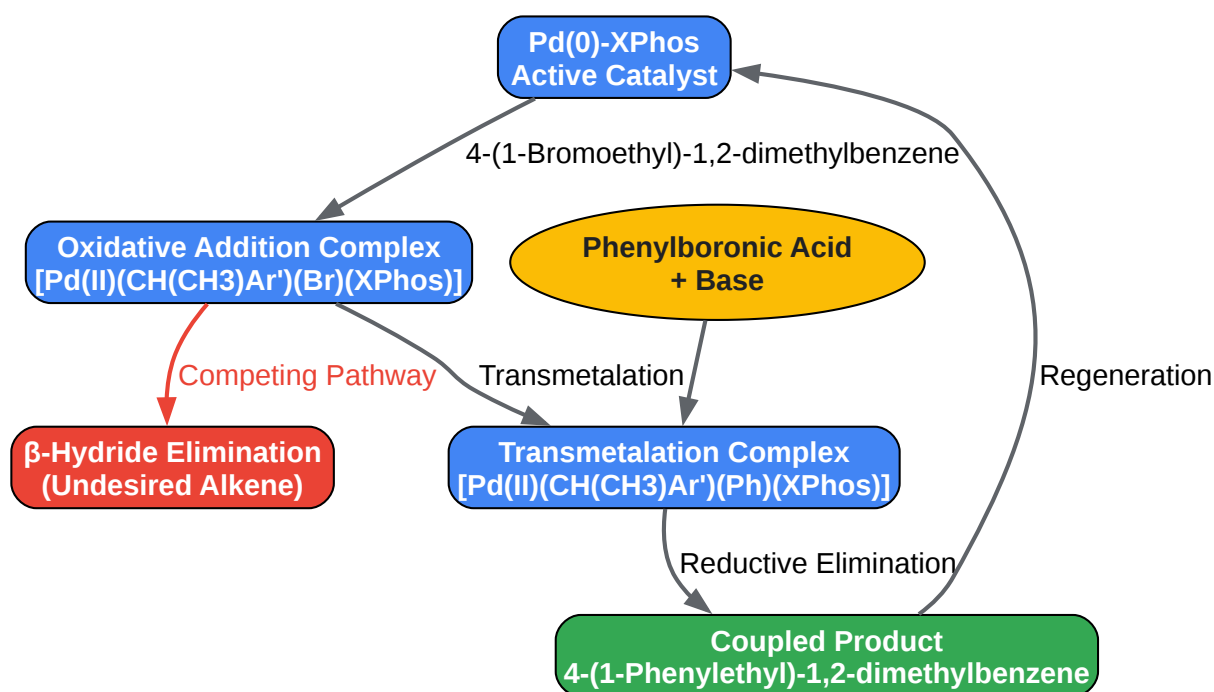 Pd(0)-XPhos
Active Catalyst
4-(1-Bromoethyl)-1,2-dimethylbenzene
Oxidative Addition Complex
[Pd(II)(CH(CH3)Ar')(Br)(XPhos)]
Phenylboronic Acid
+ Base
Competing Pathway
Transmetalation
Regeneration
β-Hydride Elimination
(Undesired Alkene)
Transmetalation Complex
[Pd(II)(CH(CH3)Ar')(Ph)(XPhos)]
Reductive Elimination
Coupled Product
4-(1-Phenylethyl)-1,2-dimethylbenzene